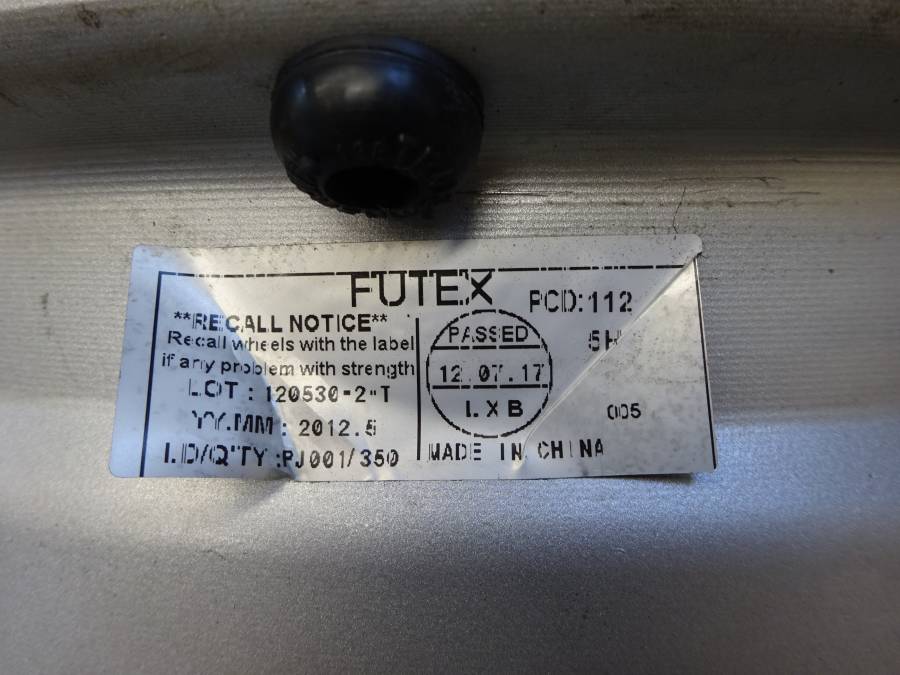 FUTEX
PCD:112
5H
**RECALL NOTICE**
Recall wheels with the label
if any problem with strength
LOT : 120530-2"T
YY.MM : 2012.5
I.D/Q'TY :PJ001/350
PASSED
12.07.17
I.X B
005
MADE IN CHINA